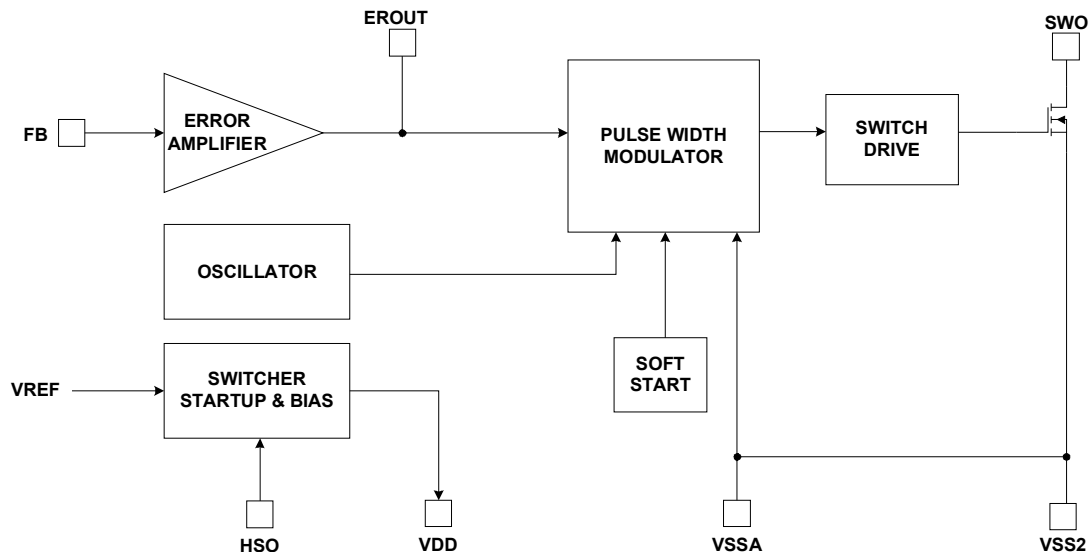 EROUT
SWO
FB
ERROR
AMPLIFIER
PULSE WIDTH
MODULATOR
SWITCH
DRIVE
OSCILLATOR
SOFT
START
VREF
SWITCHER
STARTUP & BIAS
HSO
VDD
VSSA
VSS2